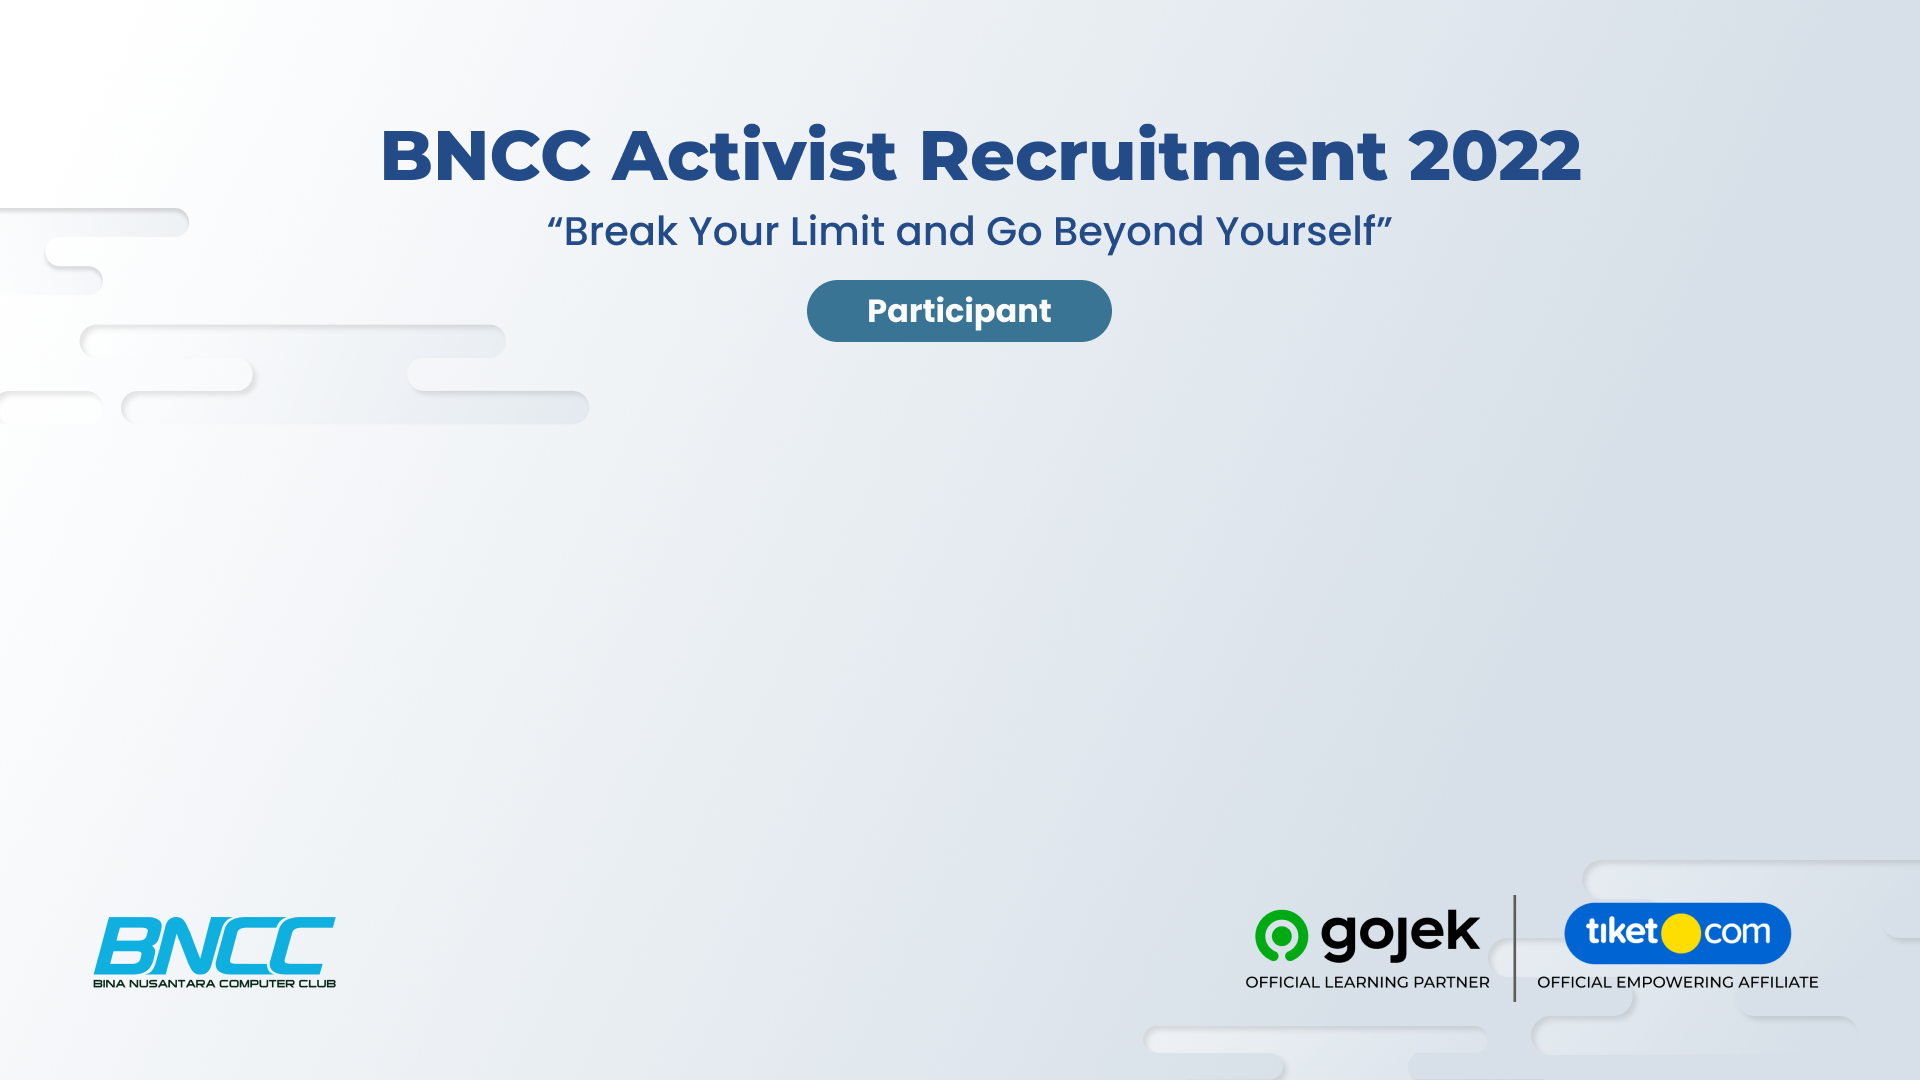 BNCC Activist Recruitment 2022
“Break Your Limit and Go Beyond Yourself”
Participant
BNCC
BINA NUSANTARA COMPUTER CLUB
gojek
OFFICIAL LEARNING PARTNER
tiket com
OFFICIAL EMPOWERING AFFILIATE